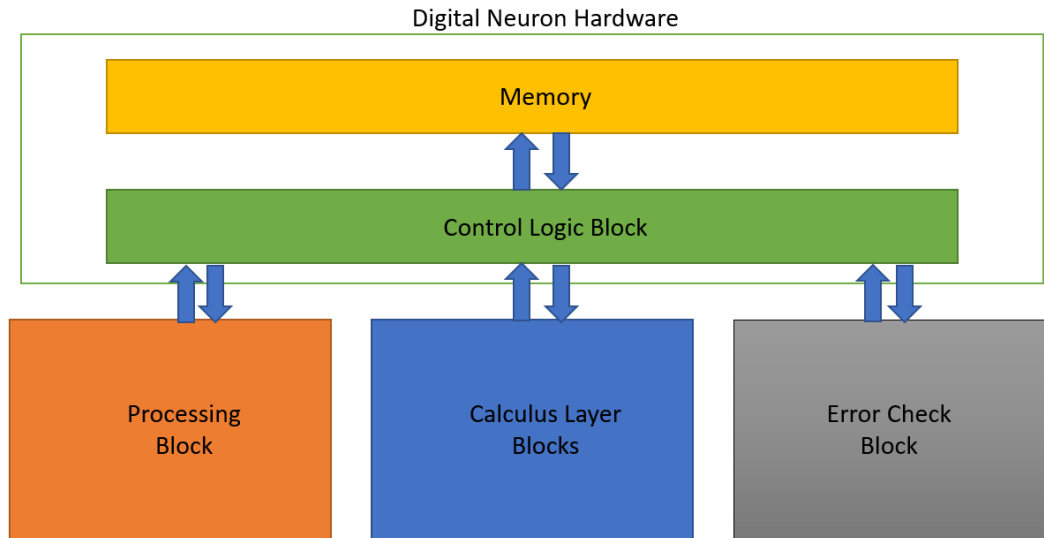 Digital Neuron Hardware
Memory
Control Logic Block
Processing
Block
Calculus Layer
Blocks
Error Check
Block